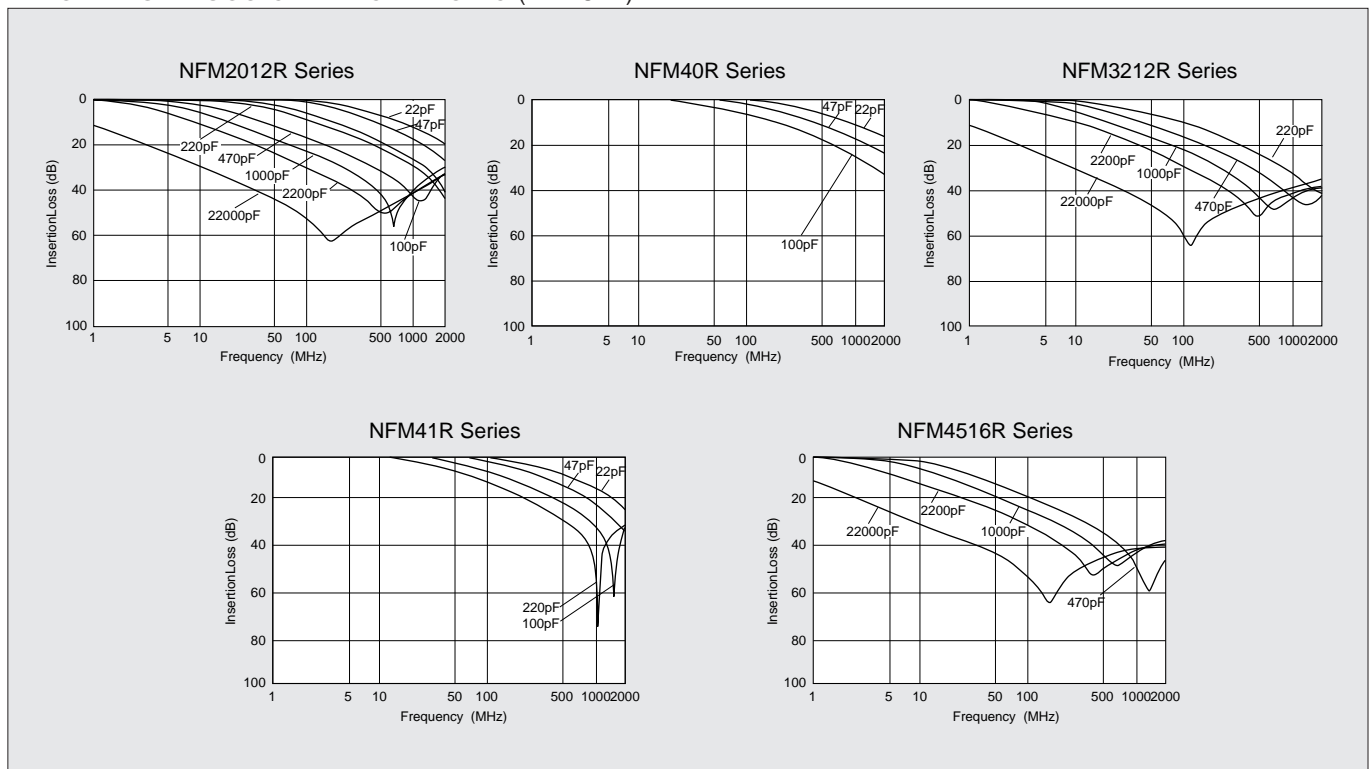 NFM2012R Series
InsertionLoss (dB)
0
20
40
60
80
100
22pF
47pF
220pF
470pF
1000pF
2200pF
22000pF
100pF
1 5 10 50 100 500 1000 2000
Frequency (MHz)
NFM40R Series
InsertionLoss (dB)
0
20
40
60
80
100
47pF
22pF
100pF
1 5 10 50 100 500 10002000
Frequency (MHz)
NFM3212R Series
InsertionLoss (dB)
0
20
40
60
80
100
220pF
2200pF
1000pF
22000pF
470pF
1 5 10 50 100 500 10002000
Frequency (MHz)
NFM41R Series
InsertionLoss (dB)
0
20
40
60
80
100
47pF
22pF
220pF
100pF
1 5 10 50 100 500 10002000
Frequency (MHz)
NFM4516R Series
InsertionLoss (dB)
0
20
40
60
80
100
22000pF
2200pF
1000pF
470pF
1 5 10 50 100 500 10002000
Frequency (MHz)